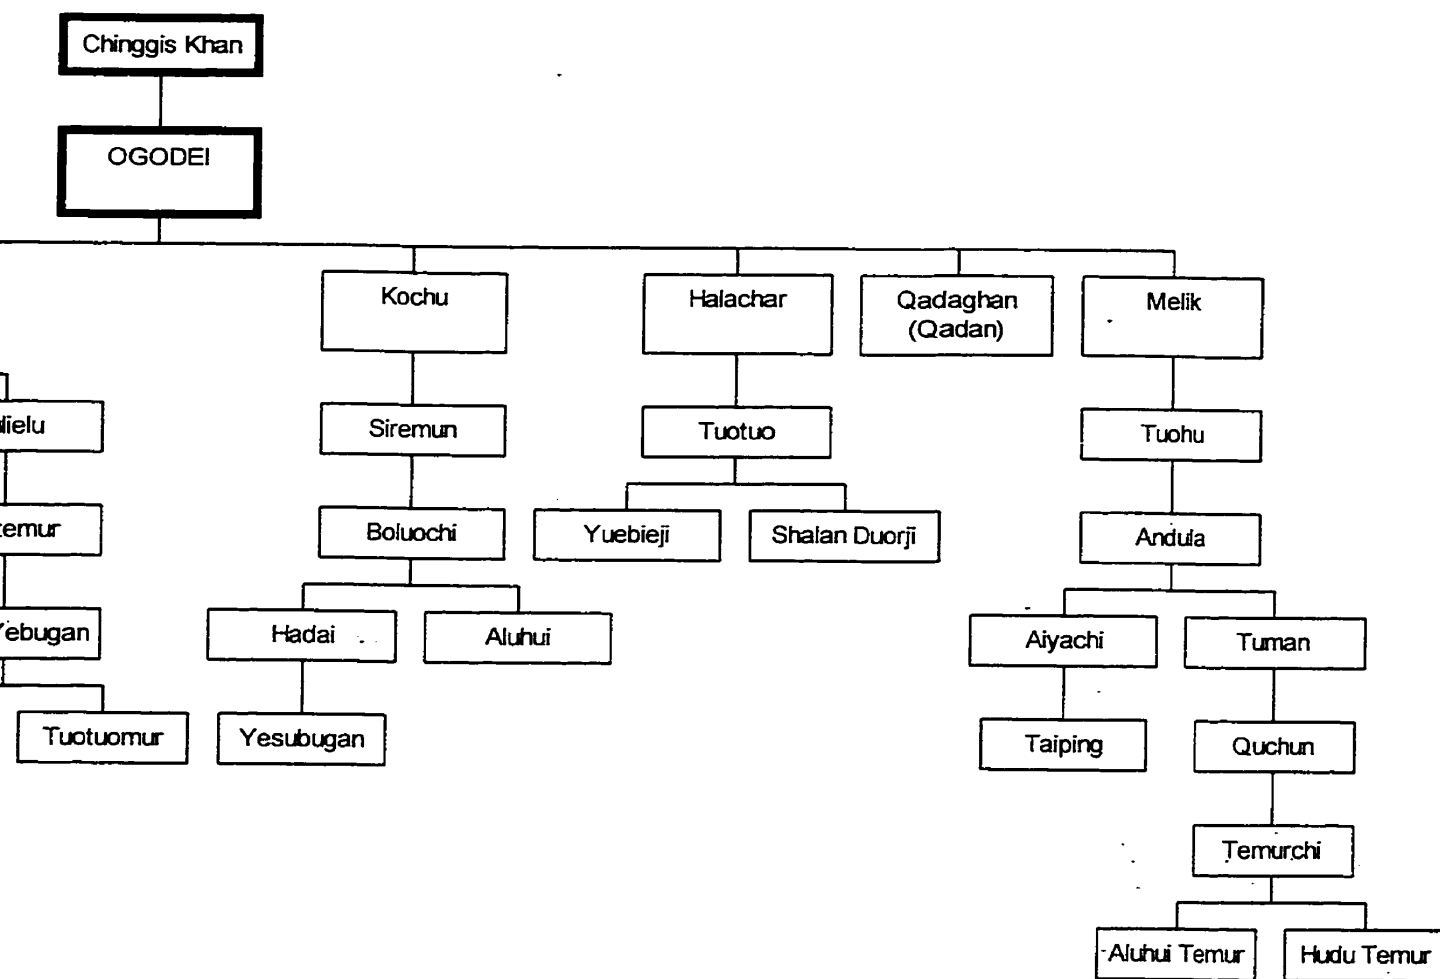 Chinggis Khan
OGODEI
Kochu
Halachar
Qadaghan
(Qadan)
Melik
Siremun
Tuotuo
Tuohu
Boluochi
Yuebieji
Shalan Duorji
Andula
Yebugan
Hadai
Aluhui
Aiyachi
Tuman
Tuotuomur
Yesubugan
Taiping
Quchun
Temurchi
Aluhui Temur
Hudu Temur